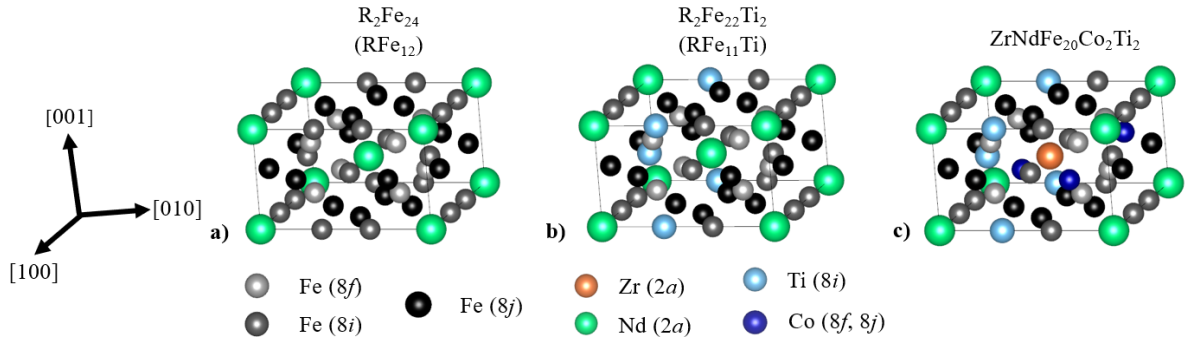 R₂Fe₂₄
(RFe₁₂)
R₂Fe₂₂Ti₂
(RFe₁₁Ti)
ZrNdFe₂₀Co₂Ti₂
[001]
[010]
[100]
a)
b)
c)
Fe (8f)
Fe (8i)
Fe (8j)
Zr (2a)
Nd (2a)
Ti (8i)
Co (8f, 8j)